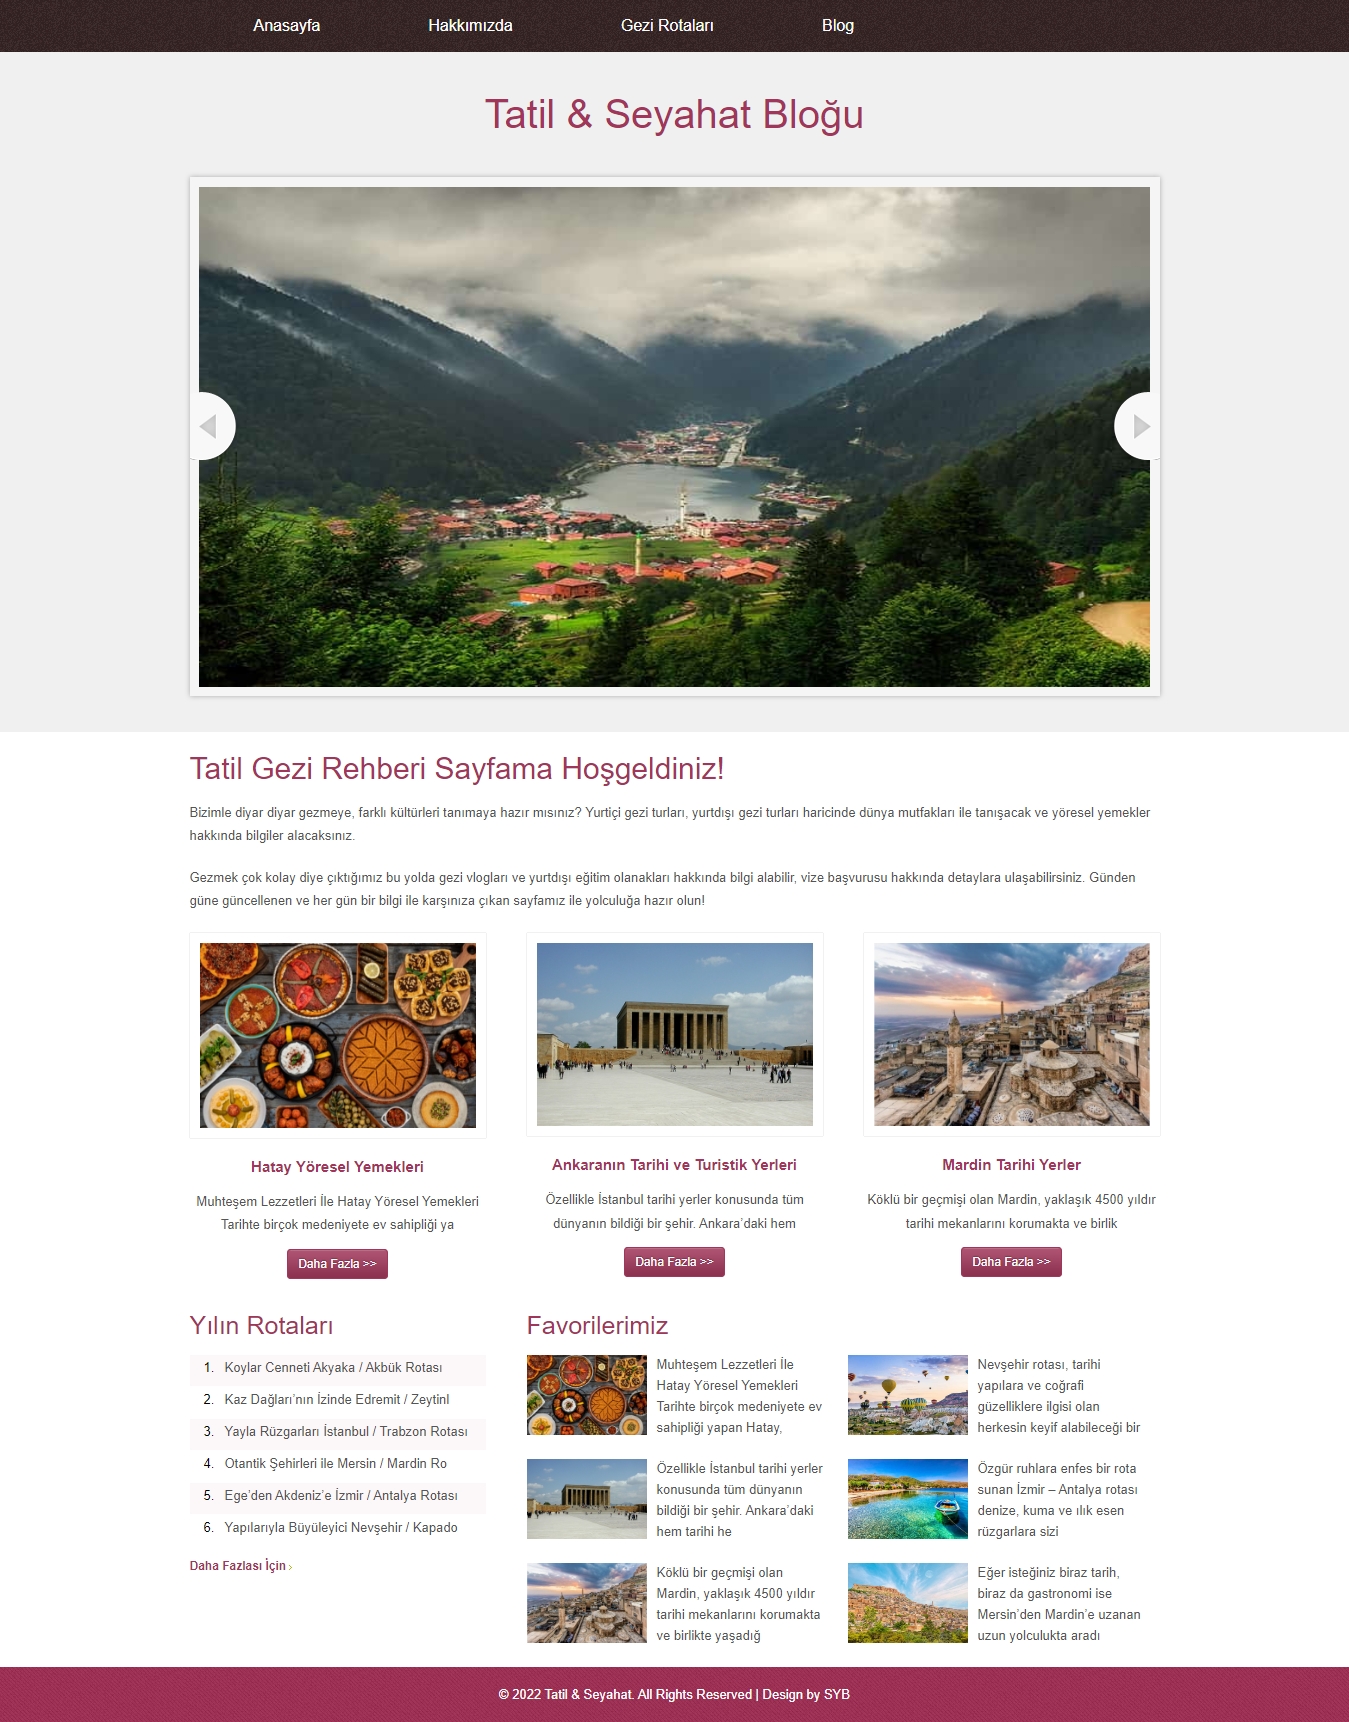 Anasayfa
Hakkımızda
Gezi Rotaları
Blog
Tatil & Seyahat Bloğu
Tatil Gezi Rehberi Sayfama Hoşgeldiniz!
Bizimle diyar diyar gezmeye, farklı kültürleri tanımaya hazır mısınız? Yurtiçi gezi turları, yurtdışı gezi turları haricinde dünya mutfakları ile tanışacak ve yöresel yemekler
hakkında bilgiler alacaksınız.
Gezmek çok kolay diye çıktığımız bu yolda gezi vlogları ve yurtdışı eğitim olanakları hakkında bilgi alabilir, vize başvurusu hakkında detaylara ulaşabilirsiniz. Günden
güne güncellenen ve her gün bir bilgi ile karşınıza çıkan sayfamız ile yolculuğa hazır olun!
Hatay Yöresel Yemekleri
Muhteşem Lezzetleri İle Hatay Yöresel Yemekleri
Tarihte birçok medeniyete ev sahipliği ya
Daha Fazla >>
Ankaranın Tarihi ve Turistik Yerleri
Özellikle İstanbul tarihi yerler konusunda tüm
dünyanın bildiği bir şehir. Ankara’daki hem
Daha Fazla >>
Mardin Tarihi Yerler
Köklü bir geçmişi olan Mardin, yaklaşık 4500 yıldır
tarihi mekanlarını korumakta ve birlik
Daha Fazla >>
Yılın Rotaları
1. Koylar Cenneti Akyaka / Akbük Rotası
2. Kaz Dağları’nın İzinde Edremit / Zeytinl
3. Yayla Rüzgarları İstanbul / Trabzon Rotası
4. Otantik Şehirleri ile Mersin / Mardin Ro
5. Ege’den Akdeniz’e İzmir / Antalya Rotası
6. Yapılarıyla Büyüleyici Nevşehir / Kapado
Daha Fazlası İçin
Favorilerimiz
Muhteşem Lezzetleri İle
Hatay Yöresel Yemekleri
Tarihte birçok medeniyete ev
sahipliği yapan Hatay,
Nevşehir rotası, tarihi
yapılara ve coğrafi
güzelliklere ilgisi olan
herkesin keyif alabileceği bir
Özellikle İstanbul tarihi yerler
konusunda tüm dünyanın
bildiği bir şehir. Ankara’daki
hem tarihi he
Özgür ruhlara enfes bir rota
sunan İzmir – Antalya rotası
denize, kuma ve ılık esen
rüzgarlara sizi
Köklü bir geçmişi olan
Mardin, yaklaşık 4500 yıldır
tarihi mekanlarını korumakta
ve birlikte yaşadığ
Eğer isteğiniz biraz tarih,
biraz da gastronomi ise
Mersin’den Mardin’e uzanan
uzun yolculukta aradı
© 2022 Tatil & Seyahat. All Rights Reserved | Design by SYB